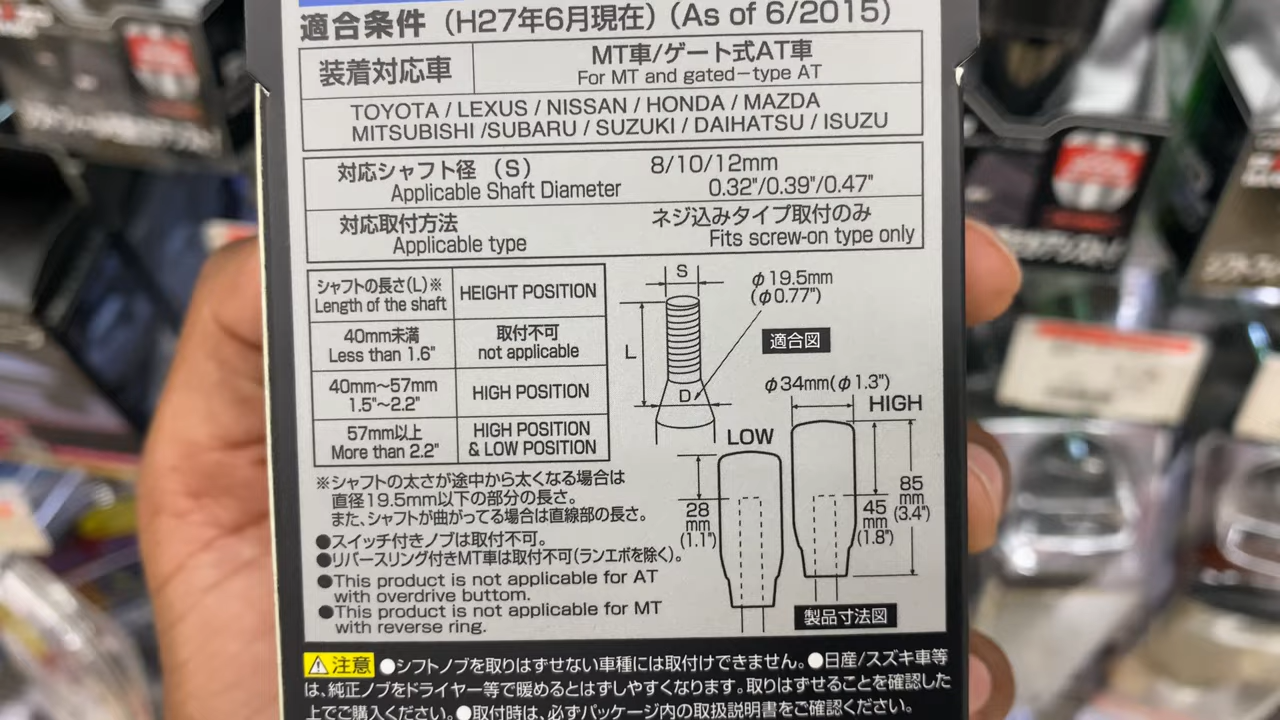 適合条件 (H27年6月現在) (As of 6/2015)
装着対応車
MT車/ゲート式AT車
For MT and gated-type AT
TOYOTA / LEXUS / NISSAN / HONDA / MAZDA
MITSUBISHI /SUBARU / SUZUKI / DAIHATSU / ISUZU
対応シャフト径 (S)
8/10/12mm
Applicable Shaft Diameter
0.32"/0.39"/0.47"
対応取付方法
ネジ込みタイプ取付のみ
Applicable type
Fits screw-on type only
シャフトの長さ(L)※
Length of the shaft
HEIGHT POSITION
40mm未満
Less than 1.6"
取付不可
not applicable
40mm～57mm
1.5"～2.2"
HIGH POSITION
57mm以上
More than 2.2"
HIGH POSITION
& LOW POSITION
S
φ19.5mm
(φ0.77")
L
D
適合図
φ34mm(φ1.3")
HIGH
LOW
28
mm
(1.1")
45
mm
(1.8")
85
mm
(3.4")
製品寸法図
※シャフトの太さが途中から太くなる場合は
直径19.5mm以下の部分の長さ。
また、シャフトが曲がってる場合は直線部の長さ。
●スイッチ付きノブは取付不可。
●リバースリング付きMT車は取付不可(ランエボを除く)。
●This product is not applicable for AT
with overdrive buttom.
●This product is not applicable for MT
with reverse ring.
注意 ●シフトノブを取りはずせない車種には取付けできません。●日産/スズキ車等
は、純正ノブをドライヤー等で暖めるとはずしやすくなります。取りはずせることを確認した
上でご購入ください。●取付時は、必ずパッケージ内の取扱説明書をご確認ください。